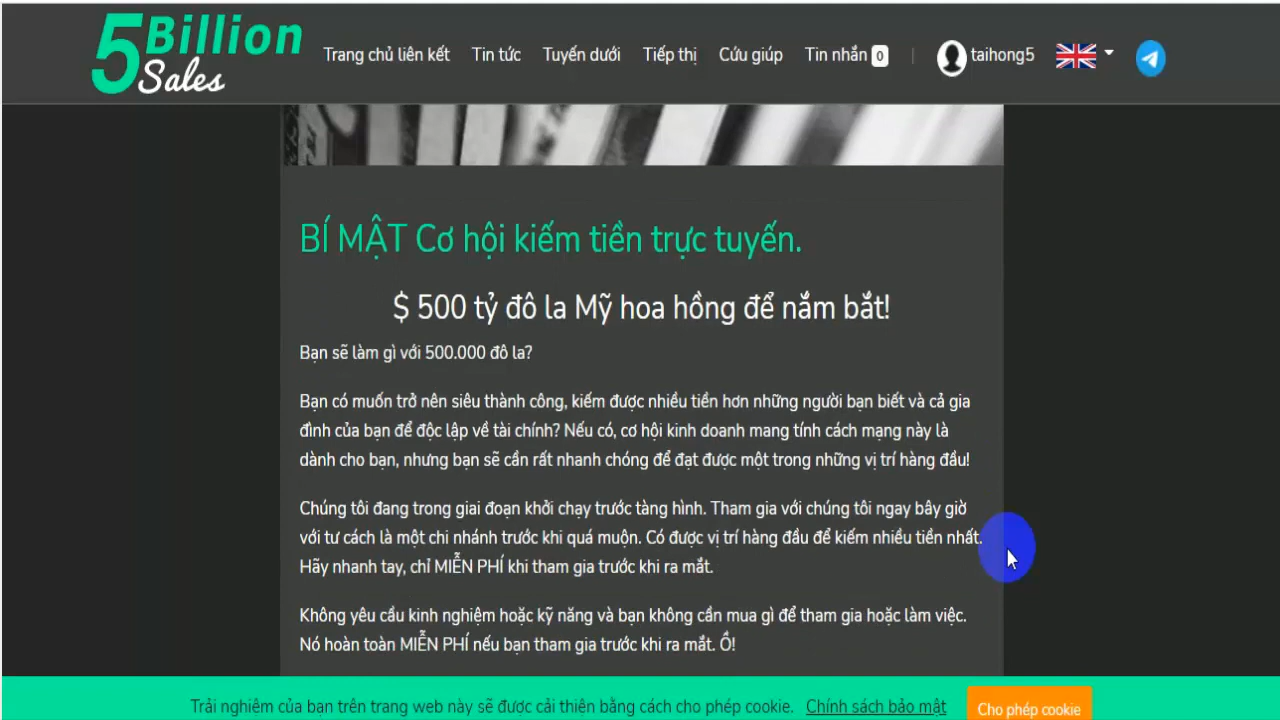 5 Billion Sales
Trang chủ liên kết Tin tức Tuyến dưới Tiếp thị Cứu giúp Tin nhắn 0 | taihong5
BÍ MẬT Cơ hội kiếm tiền trực tuyến.
$ 500 tỷ đô la Mỹ hoa hồng để nắm bắt!
Bạn sẽ làm gì với 500.000 đô la?
Bạn có muốn trở nên siêu thành công, kiếm được nhiều tiền hơn những người bạn biết và cả gia
đình của bạn để độc lập về tài chính? Nếu có, cơ hội kinh doanh mang tính cách mạng này là
dành cho bạn, nhưng bạn sẽ cần rất nhanh chóng để đạt được một trong những vị trí hàng đầu!
Chúng tôi đang trong giai đoạn khởi chạy trước tàng hình. Tham gia với chúng tôi ngay bây giờ
với tư cách là một chi nhánh trước khi quá muộn. Có được vị trí hàng đầu để kiếm nhiều tiền nhất.
Hãy nhanh tay, chỉ MIỄN PHÍ khi tham gia trước khi ra mắt.
Không yêu cầu kinh nghiệm hoặc kỹ năng và bạn không cần mua gì để tham gia hoặc làm việc.
Nó hoàn toàn MIỄN PHÍ nếu bạn tham gia trước khi ra mắt. Ồ!
Trải nghiệm của bạn trên trang web này sẽ được cải thiện bằng cách cho phép cookie. Chính sách bảo mật Cho phép cookie